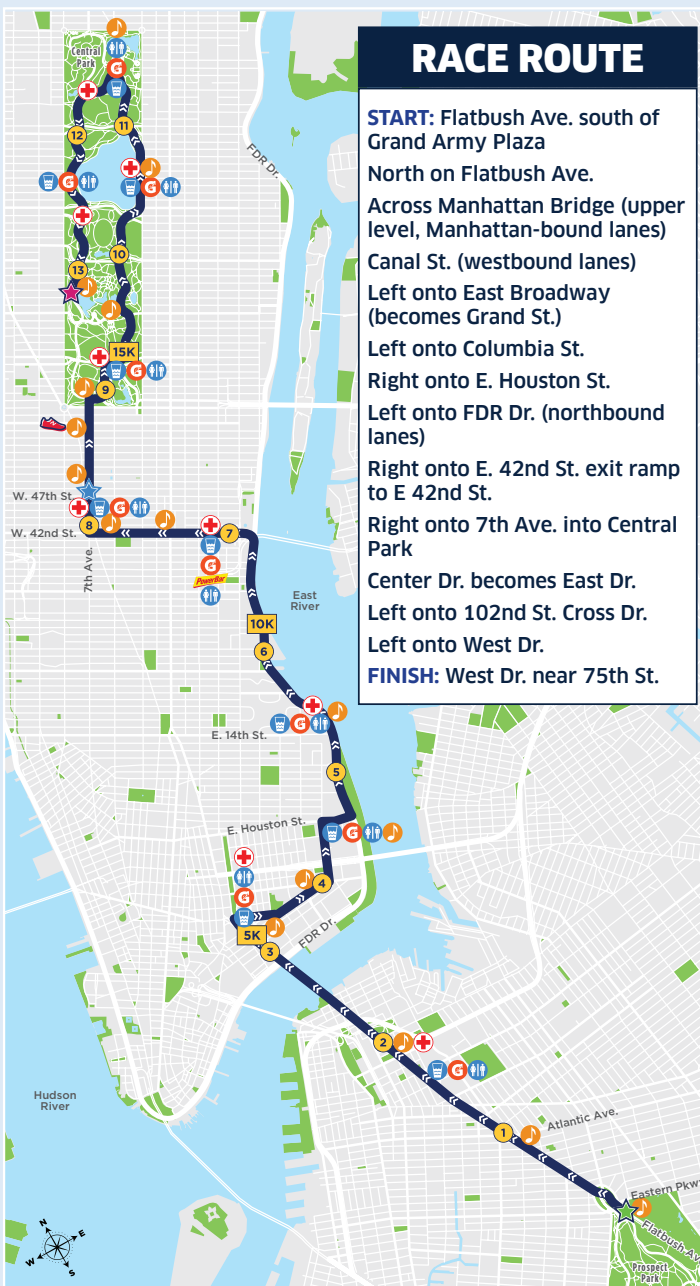 RACE ROUTE
START: Flatbush Ave. south of
Grand Army Plaza
North on Flatbush Ave.
Across Manhattan Bridge (upper
level, Manhattan-bound lanes)
Canal St. (westbound lanes)
Left onto East Broadway
(becomes Grand St.)
Left onto Columbia St.
Right onto E. Houston St.
Left onto FDR Dr. (northbound
lanes)
Right onto E. 42nd St. exit ramp
to E 42nd St.
Right onto 7th Ave. into Central
Park
Center Dr. becomes East Dr.
Left onto 102nd St. Cross Dr.
Left onto West Dr.
FINISH: West Dr. near 75th St.
Central
Park
G
11
12
FDR Dr.
G
G
10
13
15K
G
9
W. 47th St.
G
8
W. 42nd St.
7
7th Ave.
G
PowerBar
East
River
10K
6
E. 14th St.
G
5
E. Houston St.
G
4
G
5K
FDR Dr.
3
2
G
Hudson
River
1
Atlantic Ave.
Eastern Pkwy
Flatbush Av
Prospect
Park
N
E
W
S